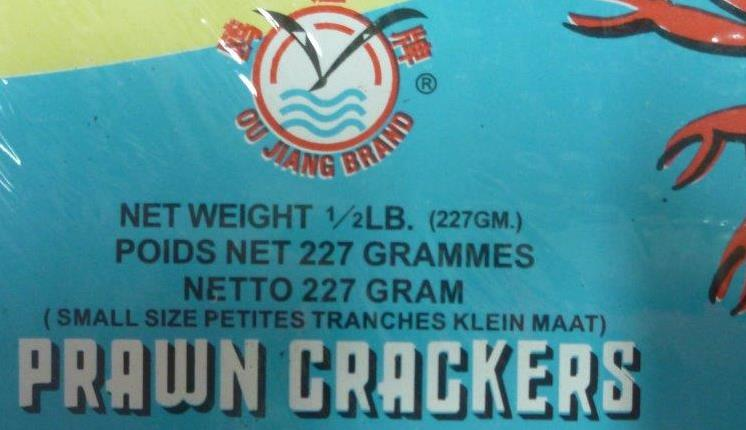 牌
®
OU JIANG BRAND
NET WEIGHT 1/2LB. (227GM.)
POIDS NET 227 GRAMMES
NETTO 227 GRAM
(SMALL SIZE PETITES TRANCHES KLEIN MAAT)
PRAWN CRACKERS